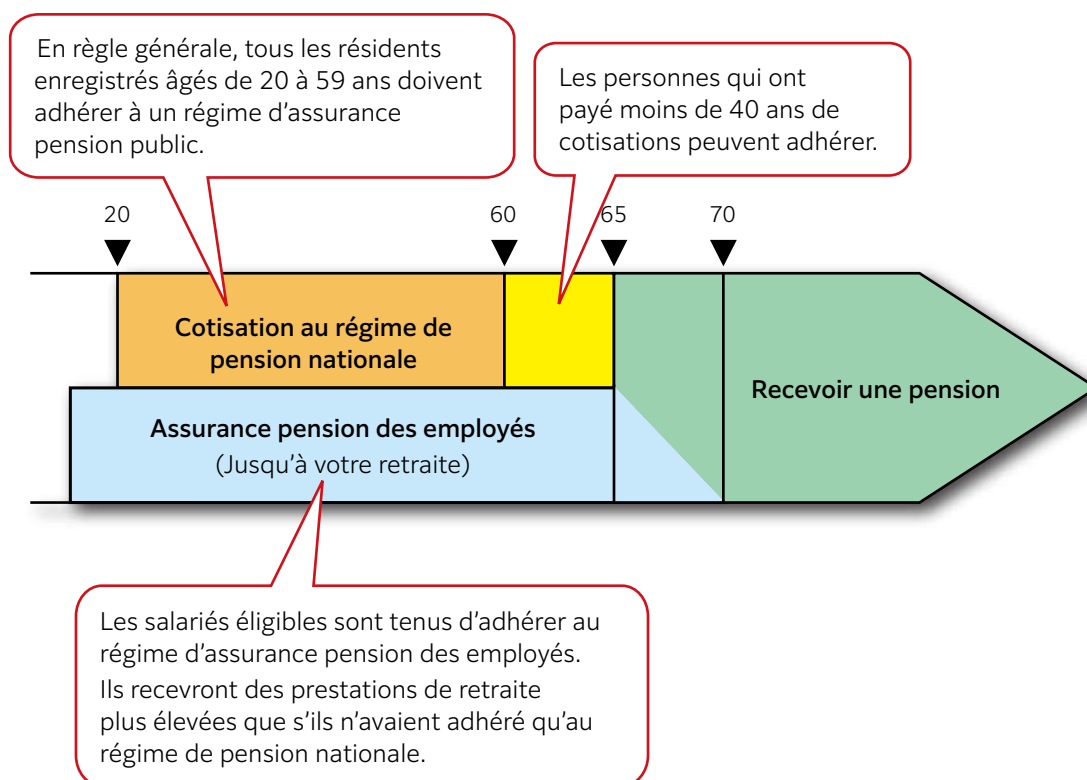 En règle générale, tous les résidents
enregistrés âgés de 20 à 59 ans doivent
adhérer à un régime d'assurance
pension public.
Les personnes qui ont
payé moins de 40 ans de
cotisations peuvent adhérer.
20
60
65
70
Cotisation au régime de
pension nationale
Assurance pension des employés
(Jusqu'à votre retraite)
Recevoir une pension
Les salariés éligibles sont tenus d'adhérer au
régime d'assurance pension des employés.
Ils recevront des prestations de retraite
plus élevées que s'ils n'avaient adhéré qu'au
régime de pension nationale.